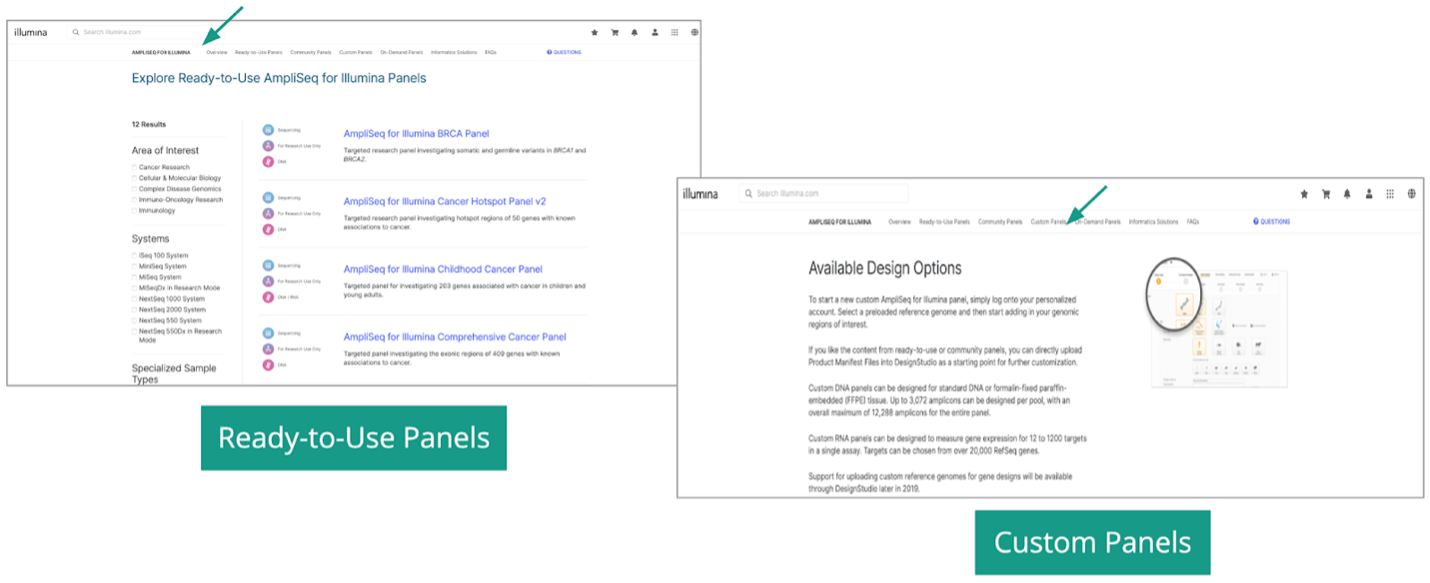 illumina
Search illumina.com
AMPLISEQ FOR ILLUMINA Overview Ready-to-Use Panels Community Panels Custom Panels On-Demand Panels Informatics Solutions FAQs QUESTIONS
Explore Ready-to-Use AmpliSeq for Illumina Panels
12 Results
Area of Interest
Cancer Research
Cellular & Molecular Biology
Complex Disease Genomics
Immuno-Oncology Research
Immunology
Systems
iSeq 100 System
MiniSeq System
MiSeq System
MiSeqDx in Research Mode
NextSeq 1000 System
NextSeq 2000 System
NextSeq 550 System
NextSeq 550Dx in Research
Mode
Specialized Sample
Types
Sequencing
For Research Use Only
DNA
AmpliSeq for Illumina BRCA Panel
Targeted research panel investigating somatic and germline variants in BRCA1 and
BRCA2.
Sequencing
For Research Use Only
DNA
AmpliSeq for Illumina Cancer Hotspot Panel v2
Targeted research panel investigating hotspot regions of 50 genes with known
associations to cancer.
Sequencing
For Research Use Only
DNA / RNA
AmpliSeq for Illumina Childhood Cancer Panel
Targeted panel for investigating 203 genes associated with cancer in children and
young adults.
Sequencing
For Research Use Only
DNA
AmpliSeq for Illumina Comprehensive Cancer Panel
Targeted panel investigating the exonic regions of 409 genes with known
associations to cancer.
Ready-to-Use Panels
illumina
Search illumina.com
AMPLISEQ FOR ILLUMINA Overview Ready-to-Use Panels Community Panels Custom Panels On-Demand Panels Informatics Solutions FAQs QUESTIONS
Available Design Options
To start a new custom AmpliSeq for Illumina panel, simply log onto your personalized
account. Select a preloaded reference genome and then start adding in your genomic
regions of interest.
If you like the content from ready-to-use or community panels, you can directly upload
Product Manifest Files into DesignStudio as a starting point for further customization.
Custom DNA panels can be designed for standard DNA or formalin-fixed paraffin-
embedded (FFPE) tissue. Up to 3,072 amplicons can be designed per pool, with an
overall maximum of 12,288 amplicons for the entire panel.
Custom RNA panels can be designed to measure gene expression for 12 to 1200 targets
in a single assay. Targets can be chosen from over 20,000 RefSeq genes.
Support for uploading custom reference genomes for gene designs will be available
through DesignStudio later in 2019.
Custom Panels